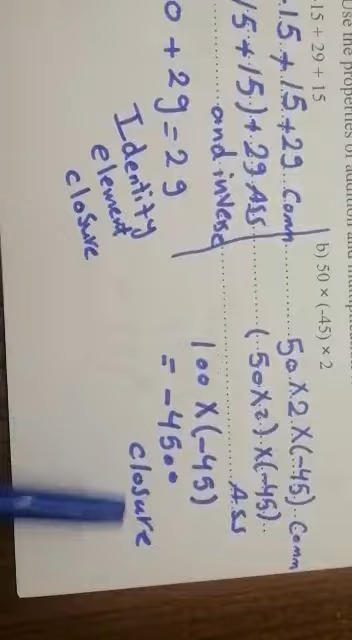 Use the properties of addition and
15 + 29 + 15
-15 + 15 + 29 Comm
15 + 15) + 29 Ass
and inverse
0 + 29 = 29
Identity
element
closure
b) 50 × (-45) × 2
50 × 2 × (-45) Comm
(50 × 2) × (-45)
Ass
100 × (-45)
= -4500
closure